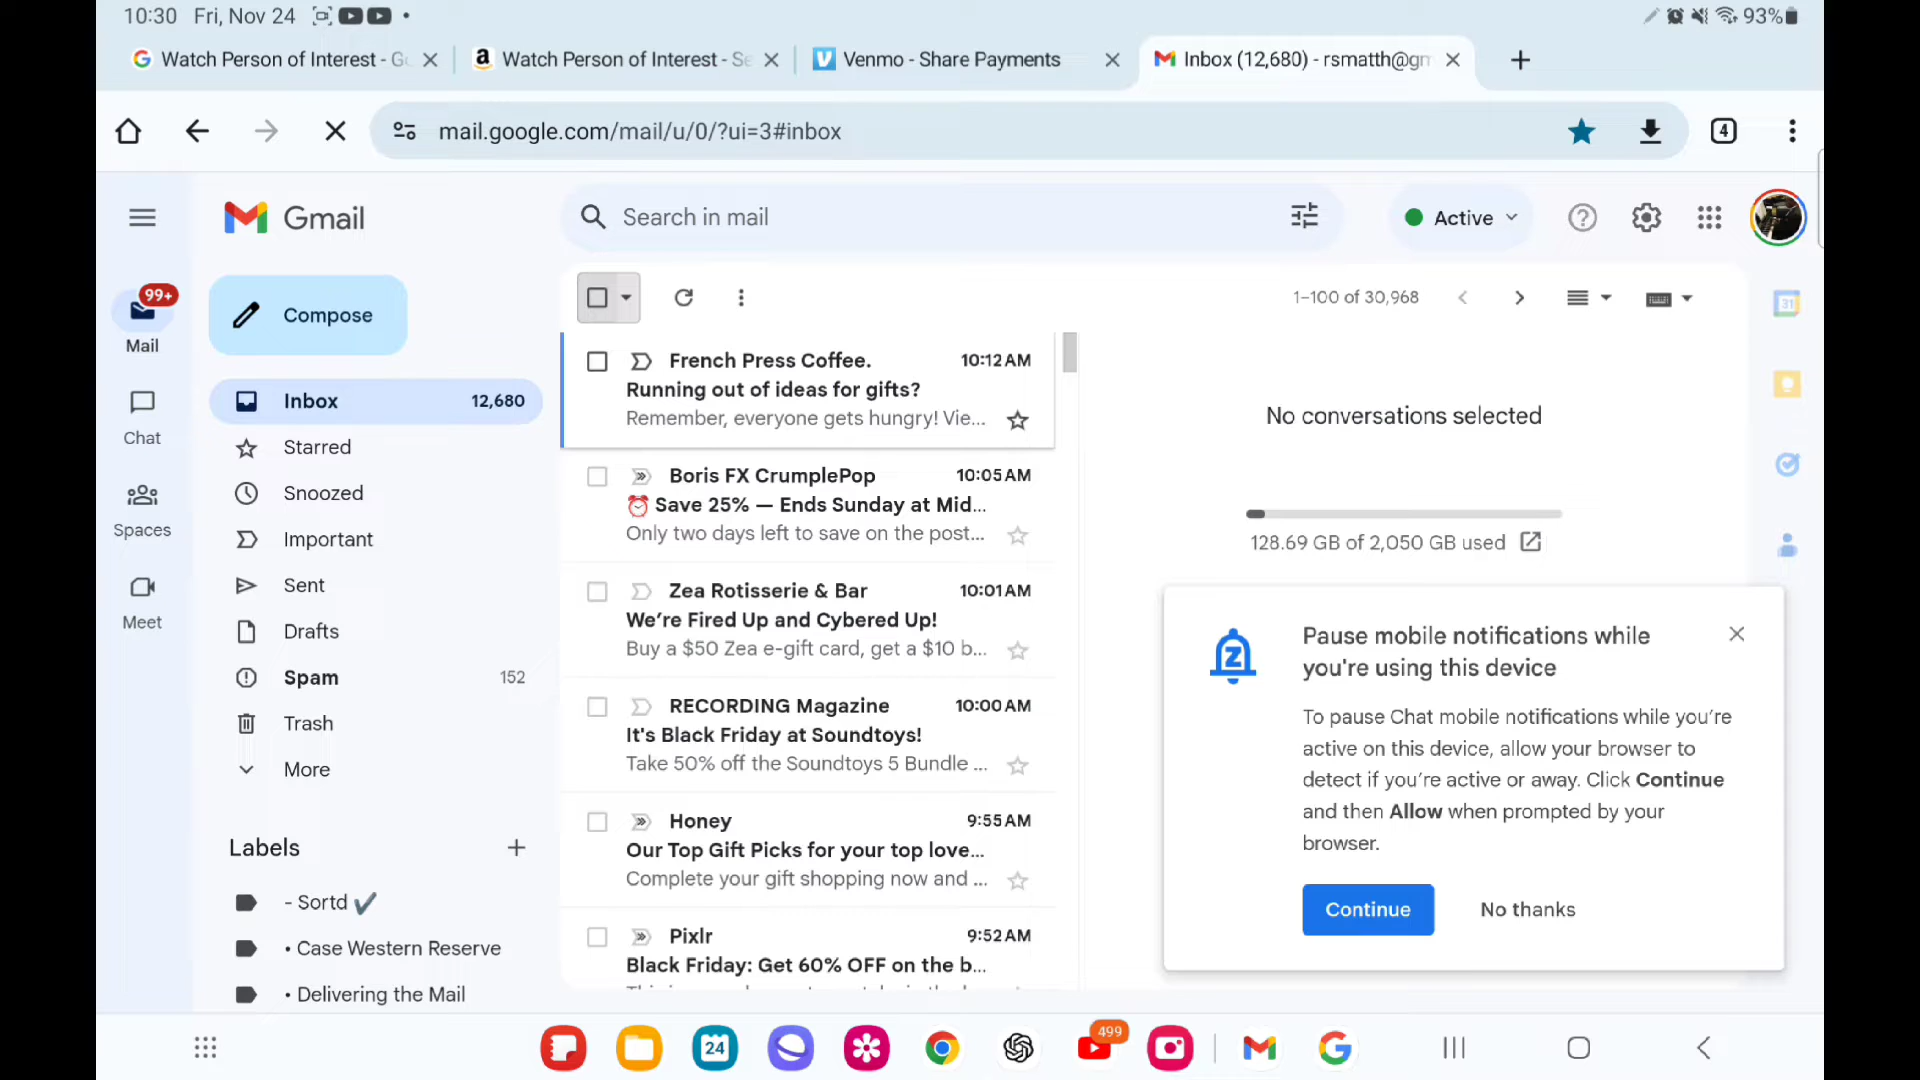 10:30 Fri, Nov 24
93%
Watch Person of Interest - Go
Watch Person of Interest - Se
Venmo - Share Payments
Inbox (12,680) - rsmatth@gm
mail.google.com/mail/u/0/?ui=3#inbox
4
Gmail
Search in mail
Active
99+
Mail
Chat
Spaces
Meet
Compose
Inbox 12,680
Starred
Snoozed
Important
Sent
Drafts
Spam 152
Trash
More
Labels
- Sortd ✔
• Case Western Reserve
• Delivering the Mail
1–100 of 30,968
French Press Coffee. 10:12 AM
Running out of ideas for gifts?
Remember, everyone gets hungry! Vie...
Boris FX CrumplePop 10:05 AM
⏰ Save 25% — Ends Sunday at Mid...
Only two days left to save on the post...
Zea Rotisserie & Bar 10:01 AM
We're Fired Up and Cybered Up!
Buy a $50 Zea e-gift card, get a $10 b...
RECORDING Magazine 10:00 AM
It's Black Friday at Soundtoys!
Take 50% off the Soundtoys 5 Bundle ...
Honey 9:55 AM
Our Top Gift Picks for your top love...
Complete your gift shopping now and ...
Pixlr 9:52 AM
Black Friday: Get 60% OFF on the b...
No conversations selected
128.69 GB of 2,050 GB used
31
Pause mobile notifications while
you're using this device
To pause Chat mobile notifications while you're
active on this device, allow your browser to
detect if you're active or away. Click Continue
and then Allow when prompted by your
browser.
Continue
No thanks
24
499